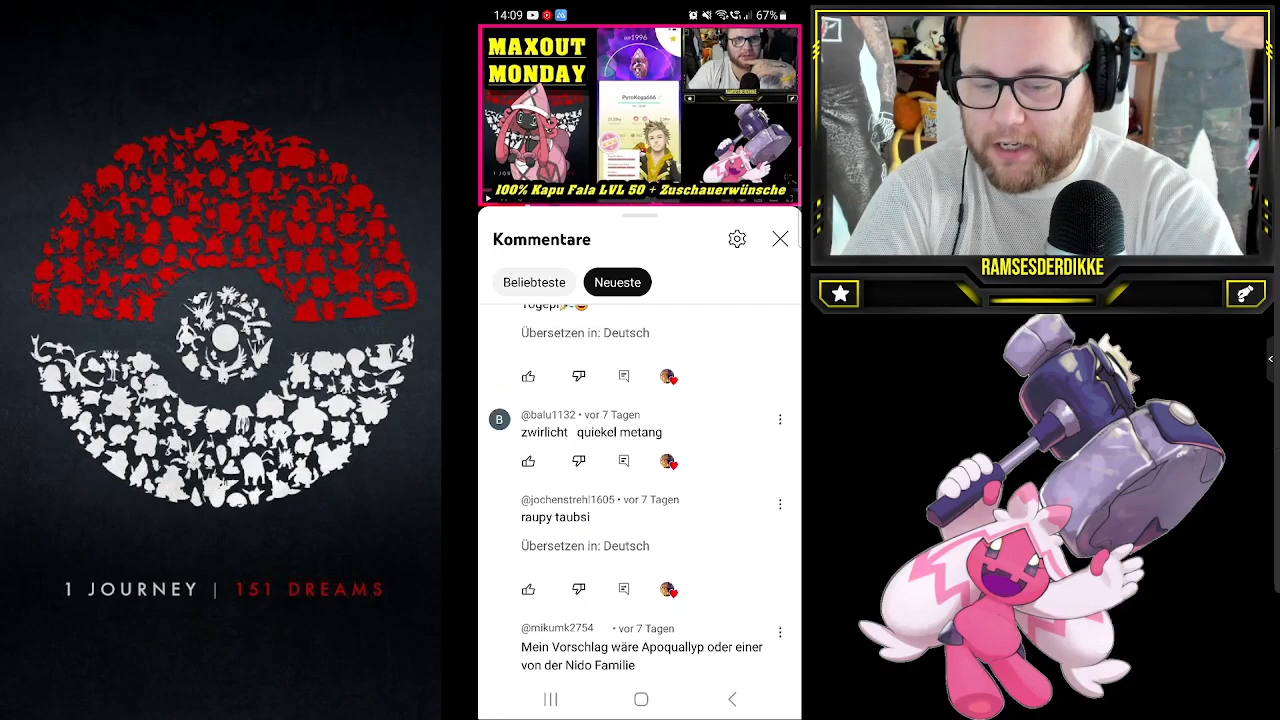 14:09
67%
MAXOUT
MONDAY
PyroKoga666
100% Kapu Fala LVL 50 + Zuschauerwünsche
Kommentare
Beliebteste
Neueste
Übersetzen in: Deutsch
B
@balu1132 • vor 7 Tagen
zwirlicht quiekel metang
@jochenstrehl1605 • vor 7 Tagen
raupy taubsi
Übersetzen in: Deutsch
@mikumk2754 • vor 7 Tagen
Mein Vorschlag wäre Apoquallyp oder einer
von der Nido Familie
1 JOURNEY | 151 DREAMS
RAMSESDERDIKKE